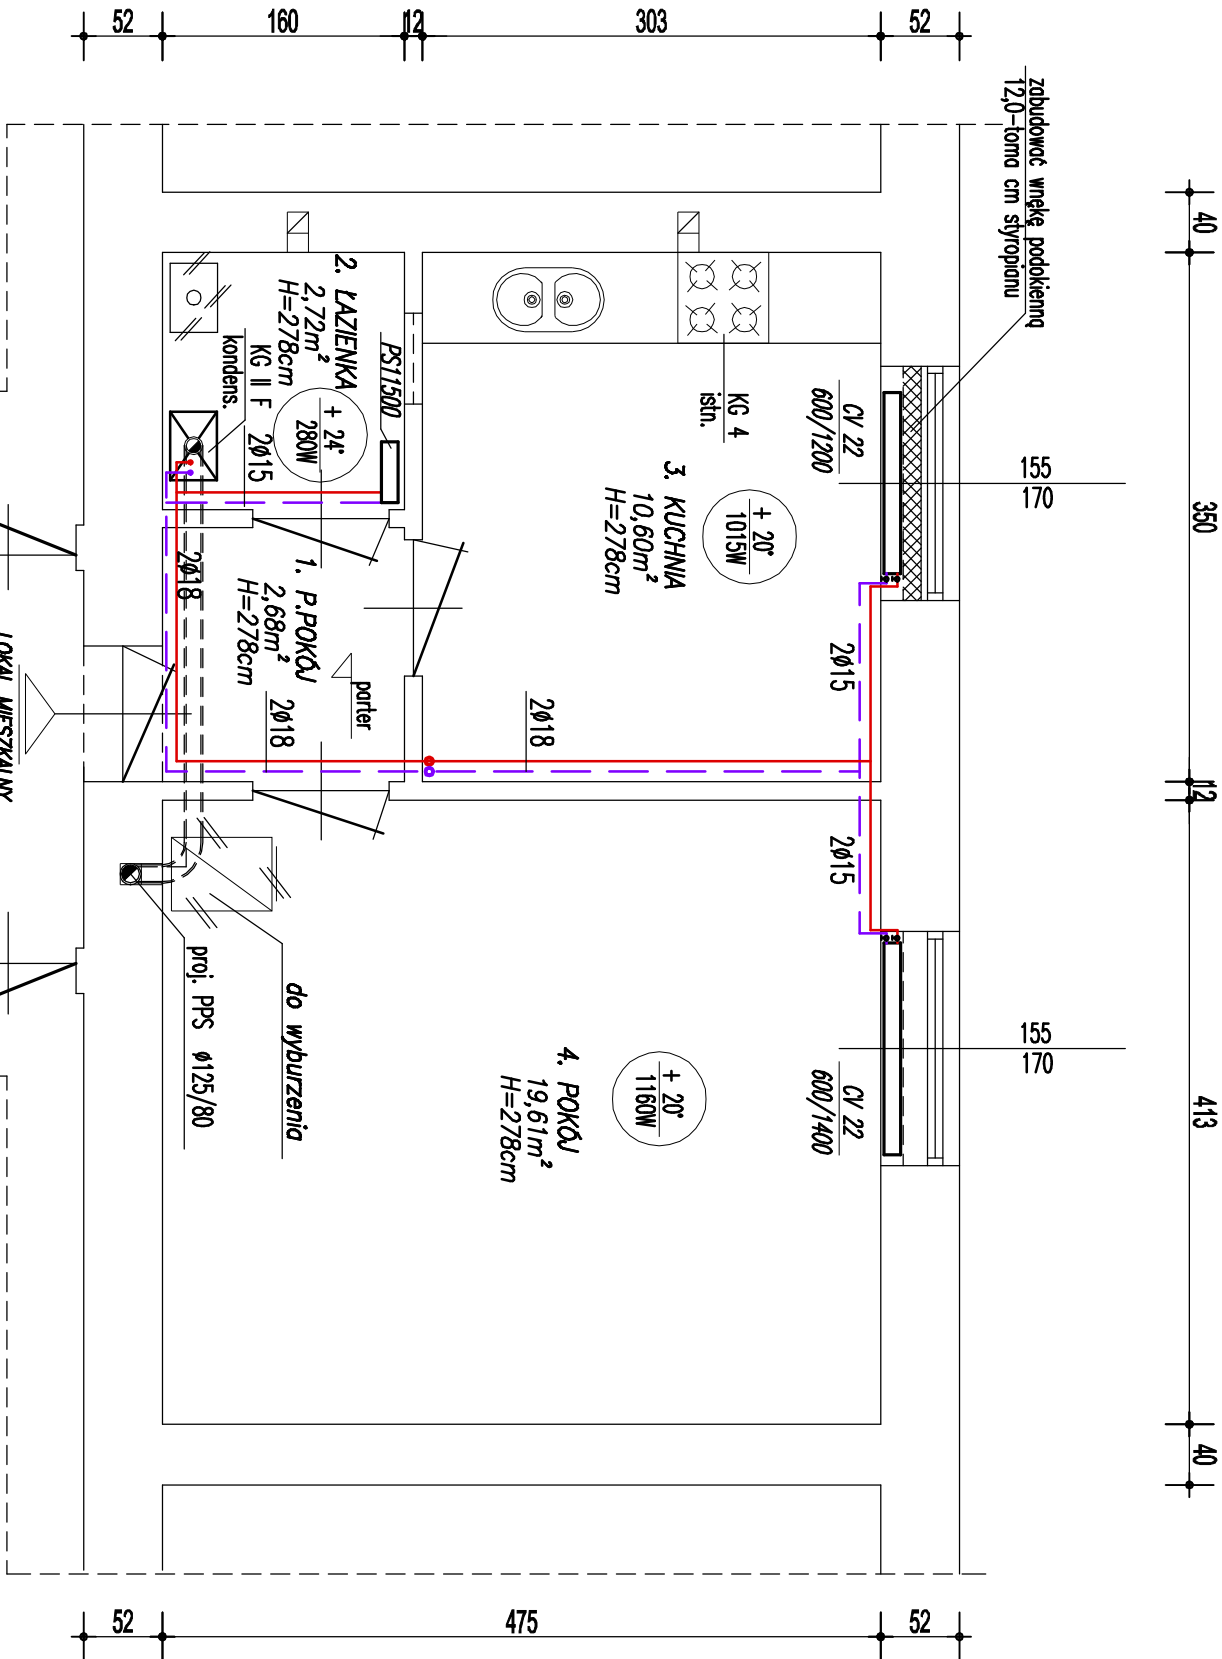 52
160
12
303
52
zabudować wnękę podokienną
12,0-toma cm styropianu
40
350
12
413
40
155
170
155
170
CV 22
600/1200
KG 4
istn.
+ 20°
1015W
3. KUCHNIA
10,60m²
H=278cm
2. ŁAZIENKA
2,72m²
H=278cm
PS11500
+ 24°
280W
KG II F
kondens.
2ø15
2ø18
1. P.POKÓJ
2,68m²
H=278cm
parter
2ø18
2ø18
2ø15
2ø15
LOKAL MIESZKALNY
proj. PPS ø125/80
do wyburzenia
4. POKÓJ
19,61m²
H=278cm
+ 20°
1160W
CV 22
600/1400
52
475
52